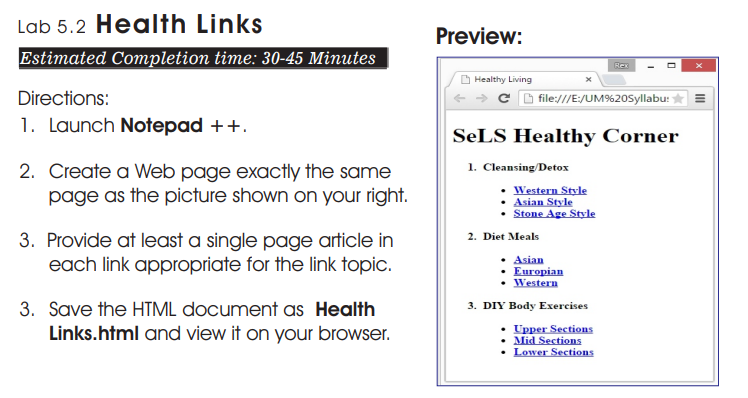 Lab 5.2 Health Links
Estimated Completion time: 30-45 Minutes
Directions:
1. Launch Notepad ++.
2. Create a Web page exactly the same
page as the picture shown on your right.
3. Provide at least a single page article in
each link appropriate for the link topic.
3. Save the HTML document as Health
Links.html and view it on your browser.
Preview:
Rex
Healthy Living
file:///E:/UM%20Syllabu
SeLS Healthy Corner
1. Cleansing/Detox
• Western Style
• Asian Style
• Stone Age Style
2. Diet Meals
• Asian
• Europian
• Western
3. DIY Body Exercises
• Upper Sections
• Mid Sections
• Lower Sections